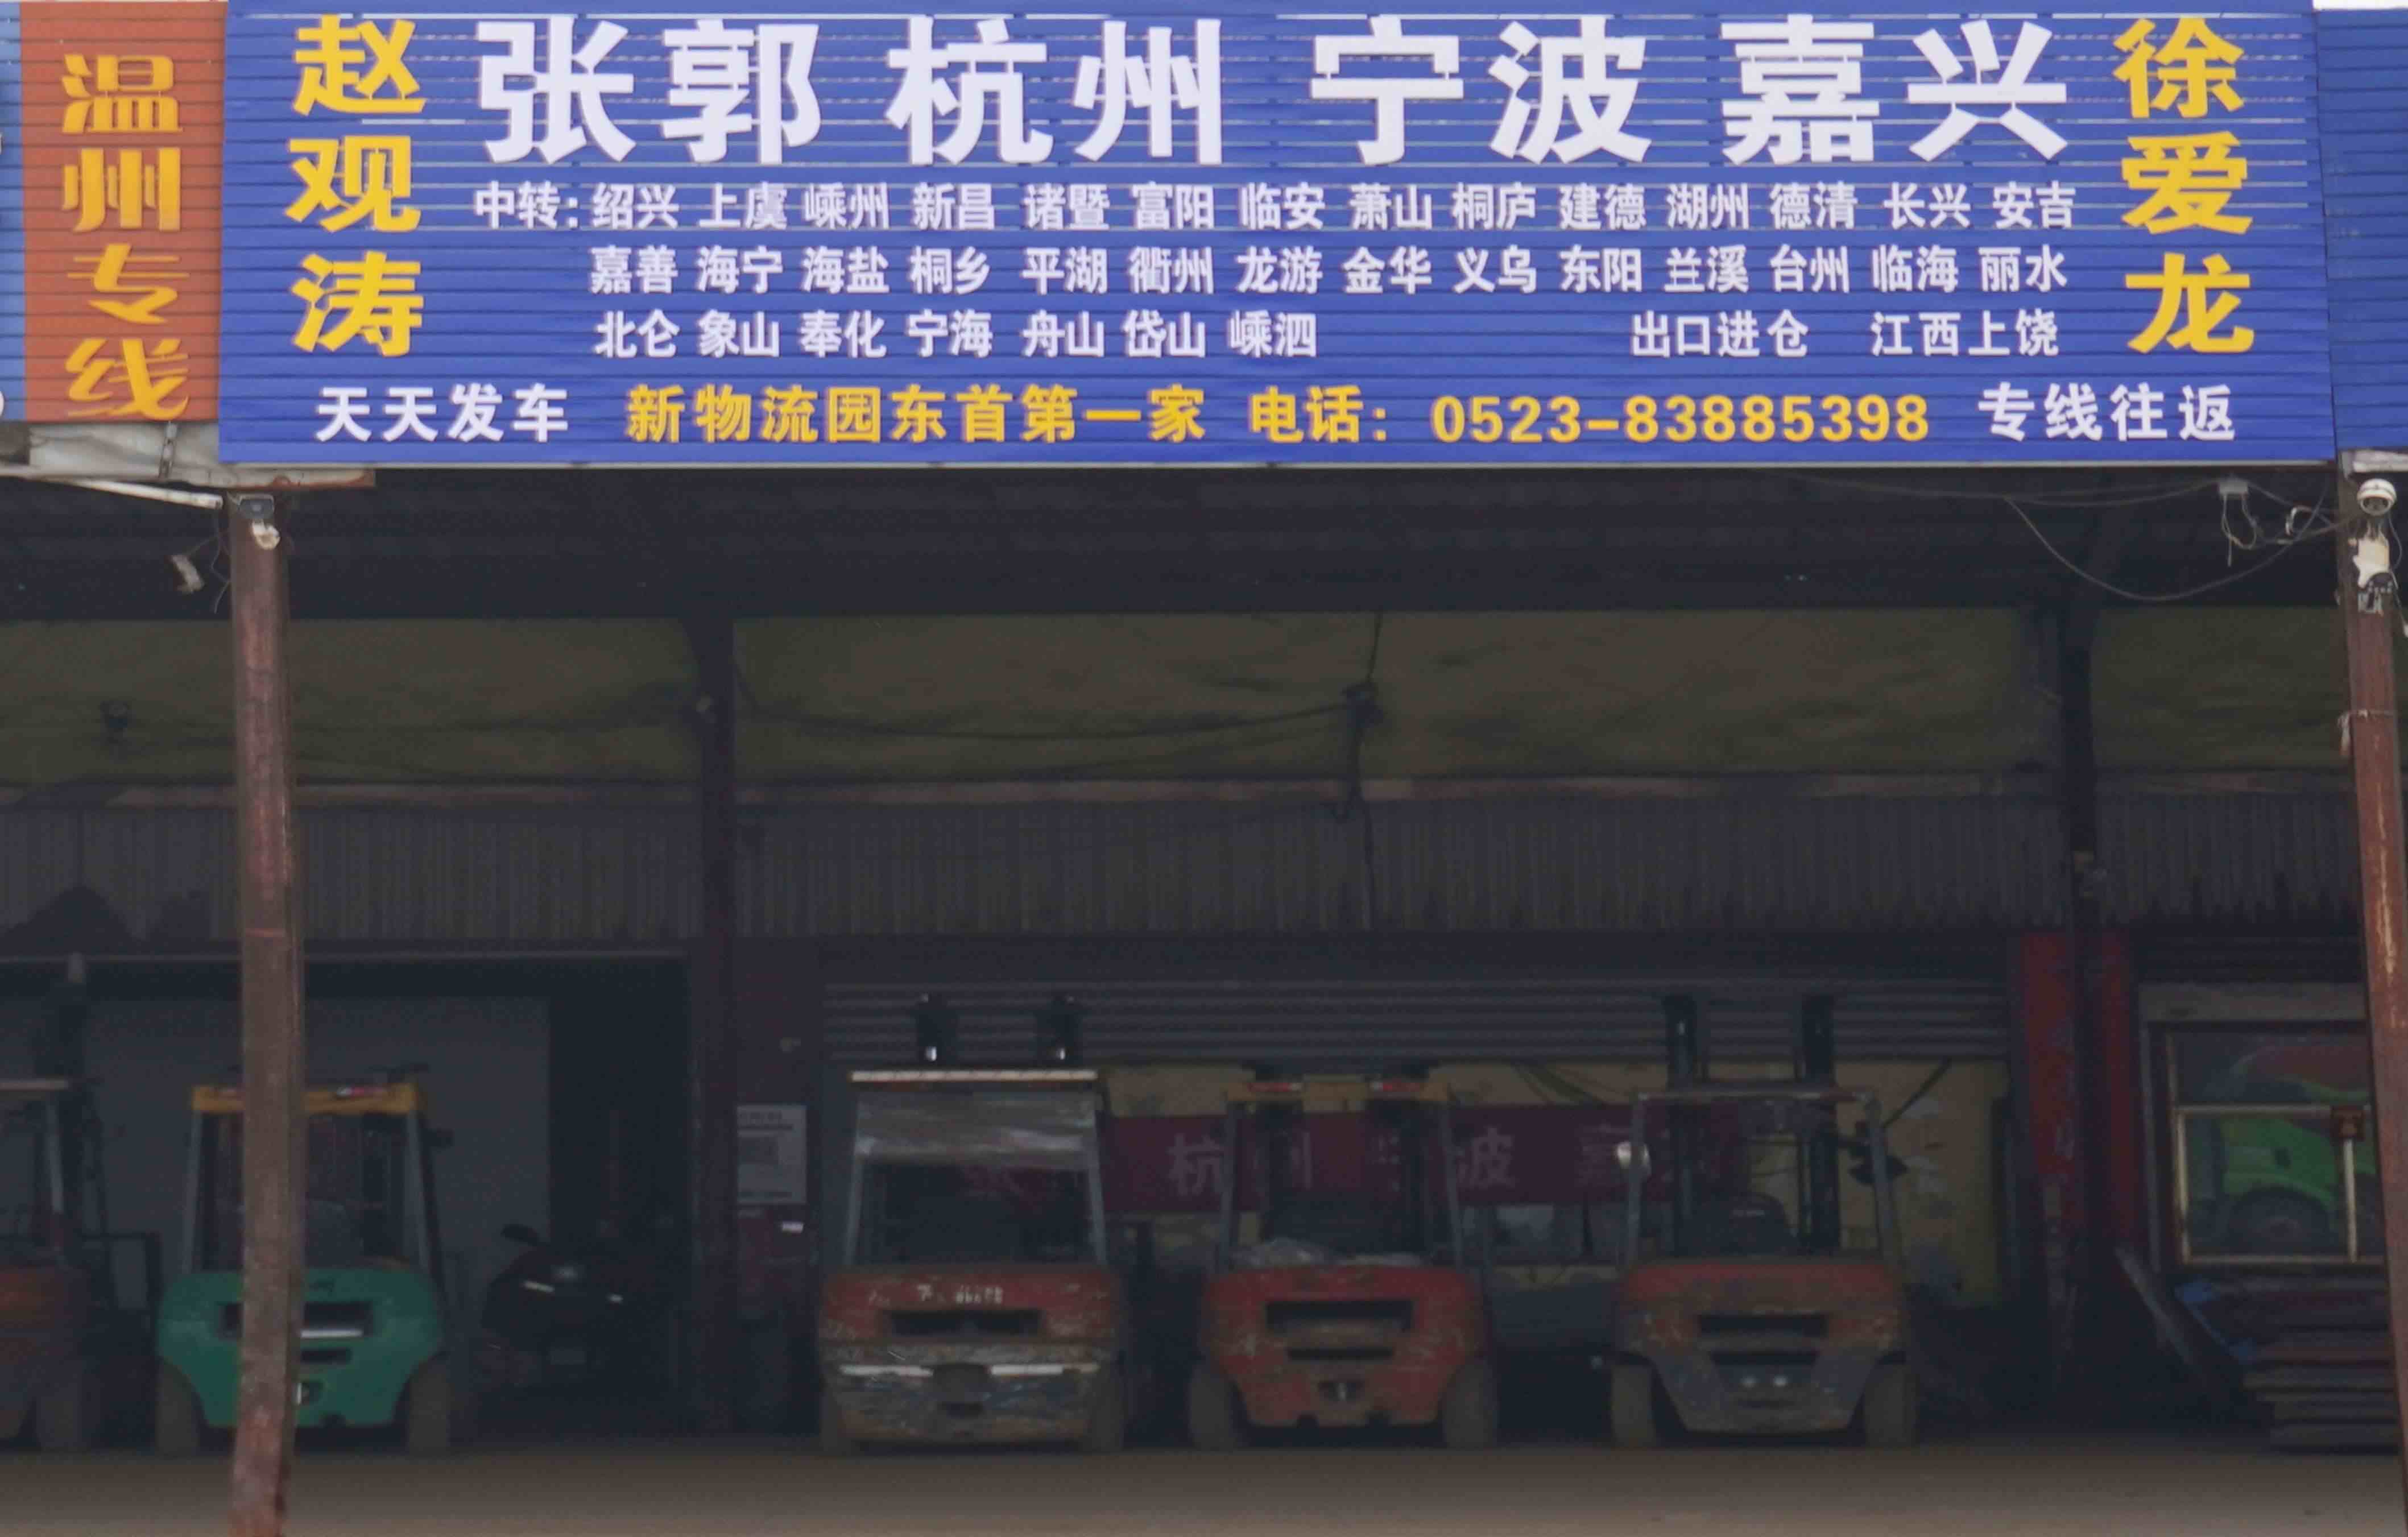 温州专线
赵观涛
张郭 杭州 宁波 嘉兴
徐爱龙
中转: 绍兴 上虞 嵊州 新昌 诸暨 富阳 临安 萧山 桐庐 建德 湖州 德清 长兴 安吉
嘉善 海宁 海盐 桐乡 平湖 衢州 龙游 金华 义乌 东阳 兰溪 台州 临海 丽水
北仑 象山 奉化 宁海 舟山 岱山 嵊泗 出口进仓 江西上饶
天天发车 新物流园东首第一家 电话: 0523-83885398 专线往返
杭州 波 嘉